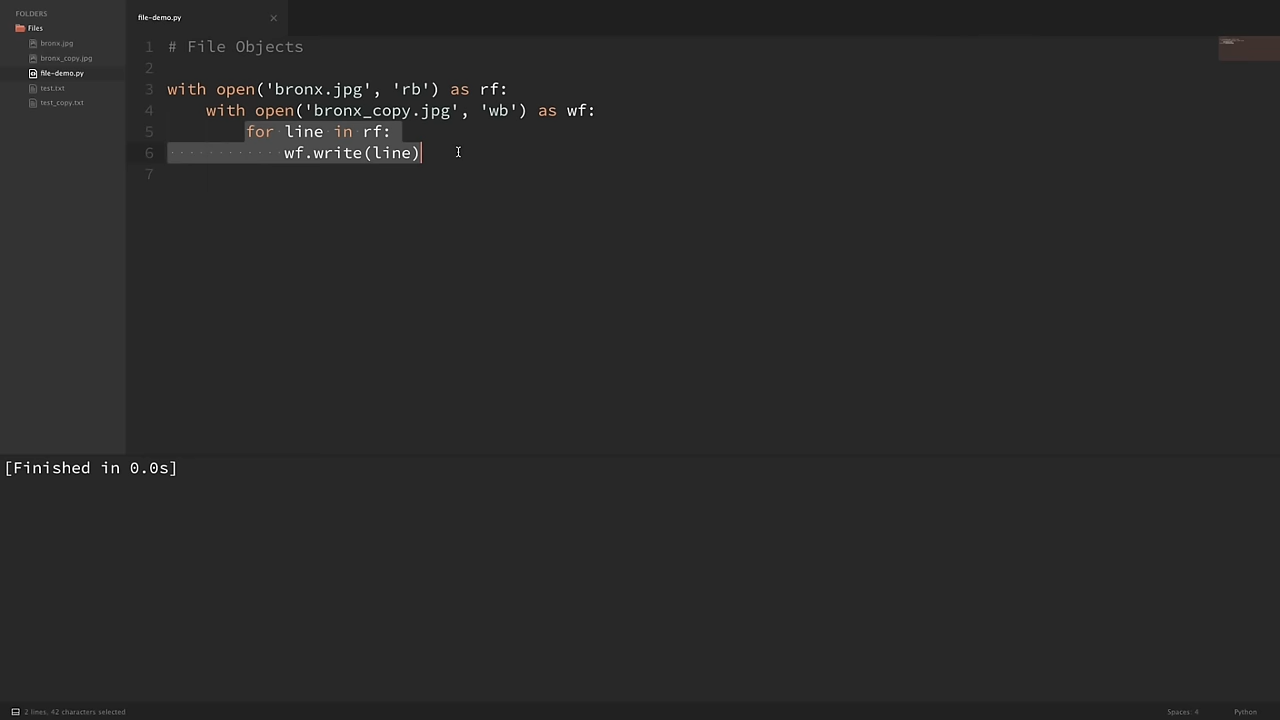 FOLDERS
Files
bronx.jpg
bronx_copy.jpg
file-demo.py
test.txt
test_copy.txt
file-demo.py
1 # File Objects
2
3 with open('bronx.jpg', 'rb') as rf:
4     with open('bronx_copy.jpg', 'wb') as wf:
5         for line in rf:
6             wf.write(line)
7
[Finished in 0.0s]
2 lines, 42 characters selected
Spaces: 4
Python